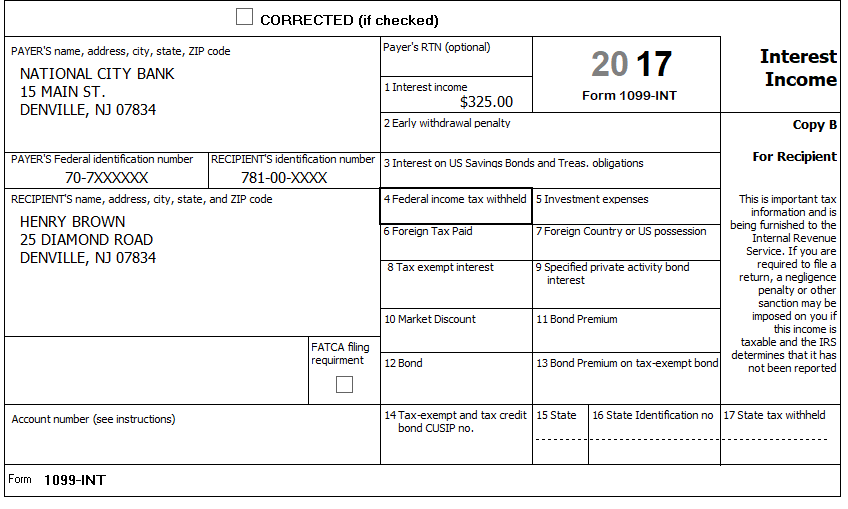 CORRECTED (if checked)
PAYER'S name, address, city, state, ZIP code
NATIONAL CITY BANK
15 MAIN ST.
DENVILLE, NJ 07834
Payer's RTN (optional)
1 Interest income
$325.00
2017
Form 1099-INT
Interest
Income
2 Early withdrawal penalty
Copy B
PAYER'S Federal identification number
70-7XXXXXX
RECIPIENT'S identification number
781-00-XXXX
3 Interest on US Savings Bonds and Treas. obligations
For Recipient
RECIPIENT'S name, address, city, state, and ZIP code
HENRY BROWN
25 DIAMOND ROAD
DENVILLE, NJ 07834
4 Federal income tax withheld
5 Investment expenses
6 Foreign Tax Paid
7 Foreign Country or US possession
8 Tax exempt interest
9 Specified private activity bond
interest
10 Market Discount
11 Bond Premium
This is important tax
information and is
being furnished to the
Internal Revenue
Service. If you are
required to file a
return, a negligence
penalty or other
sanction may be
imposed on you if
this income is
taxable and the IRS
determines that it has
not been reported
FATCA filing
requirment
12 Bond
13 Bond Premium on tax-exempt bond
Account number (see instructions)
14 Tax-exempt and tax credit
bond CUSIP no.
15 State
16 State Identification no
17 State tax withheld
Form 1099-INT